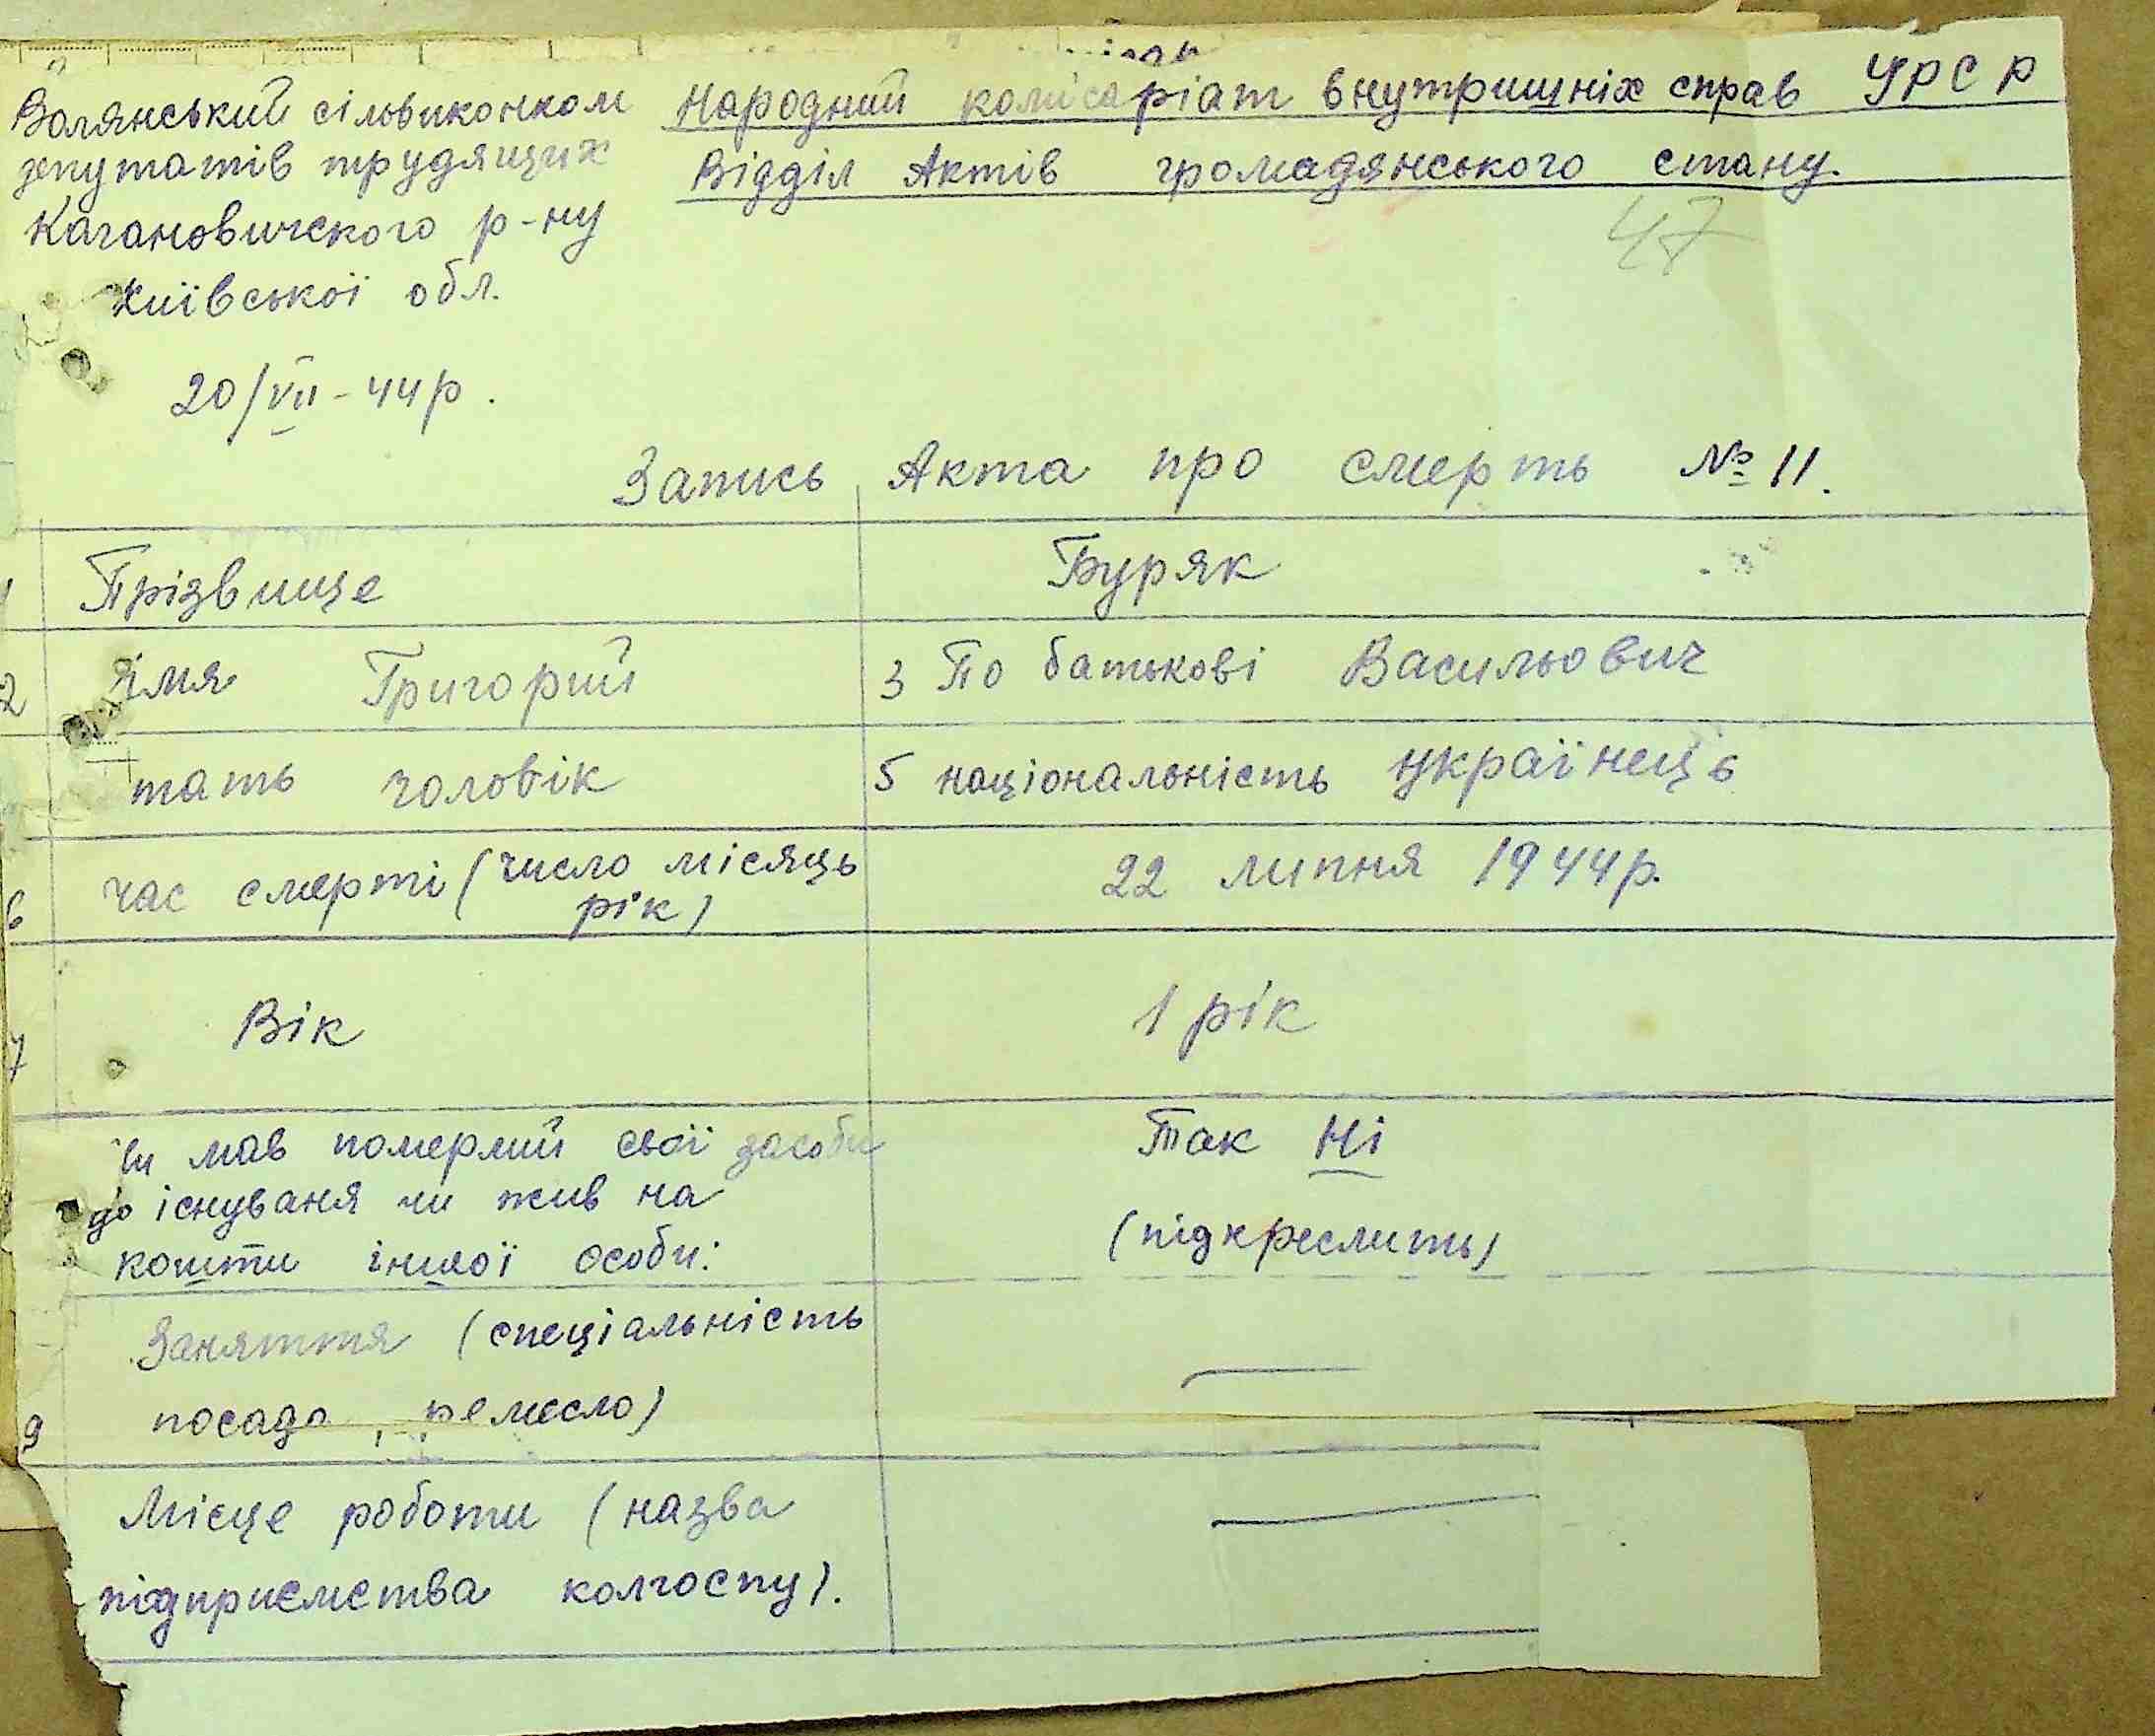 Волянський сільвиконком
депутатів трудящих
Кагановичского р-ну
Київської обл.
20/VII - 44р.
Народний комісаріат внутришніх справ УРСР
Відділ Актів громадянського стану.
47
Запись Акта про смерть № 11.
1 Прізвище Буряк
2 Імя Григорий 3 По батькові Васильович
тать чоловік 5 національність українець
6 час смерті (число місяць рік) 22 липня 1944р.
7 Вік 1 рік
Чи мав померлий свої засоби Так Ні
до існуваня чи жив на
кошти іншої особи: (підкреслить)
Заняття (спеціальність
9 посада, ремесло)
Місце роботи (назва
підприємства колгоспу).